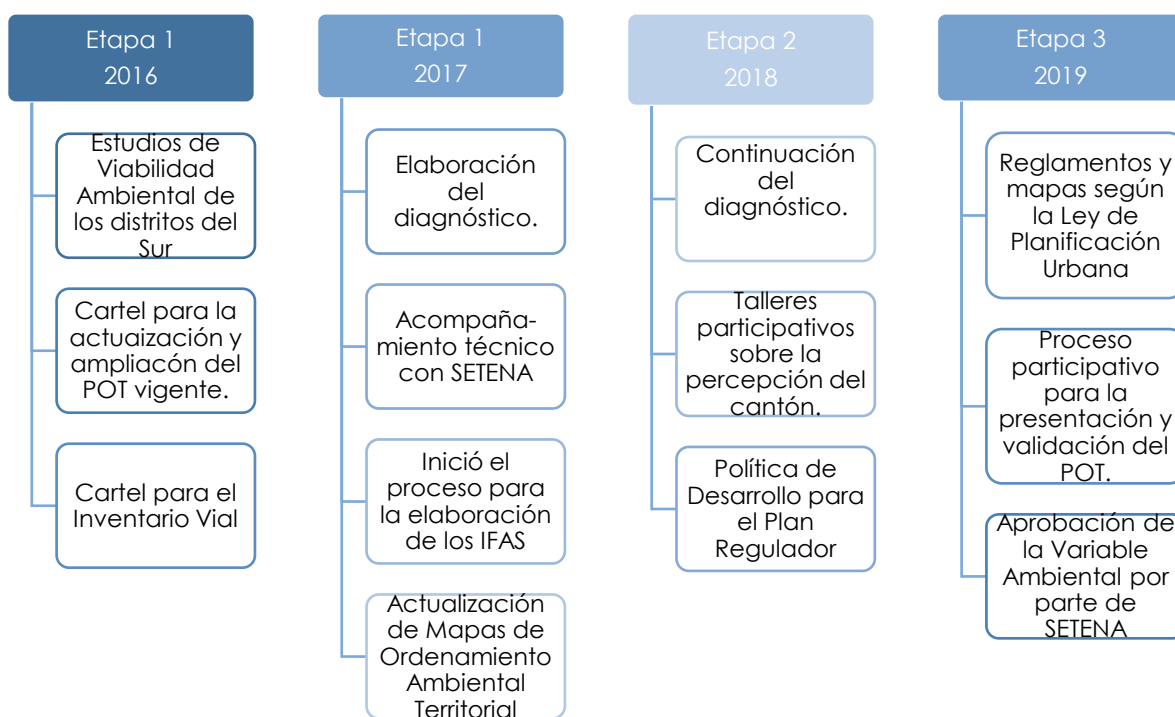 Etapa 1
2016
Estudios de
Viabilidad
Ambiental de
los distritos del
Sur
Cartel para la
actuaización y
ampliacón del
POT vigente.
Cartel para el
Inventario Vial
Etapa 1
2017
Elaboración
del
diagnóstico.
Acompaña-
miento técnico
con SETENA
Inició el
proceso para
la elaboración
de los IFAS
Actualización
de Mapas de
Ordenamiento
Ambiental
Territorial
Etapa 2
2018
Continuación
del
diagnóstico.
Talleres
participativos
sobre la
percepción del
cantón.
Política de
Desarrollo para
el Plan
Regulador
Etapa 3
2019
Reglamentos y
mapas según
la Ley de
Planificación
Urbana
Proceso
participativo
para la
presentación y
validación del
POT.
Aprobación de
la Variable
Ambiental por
parte de
SETENA